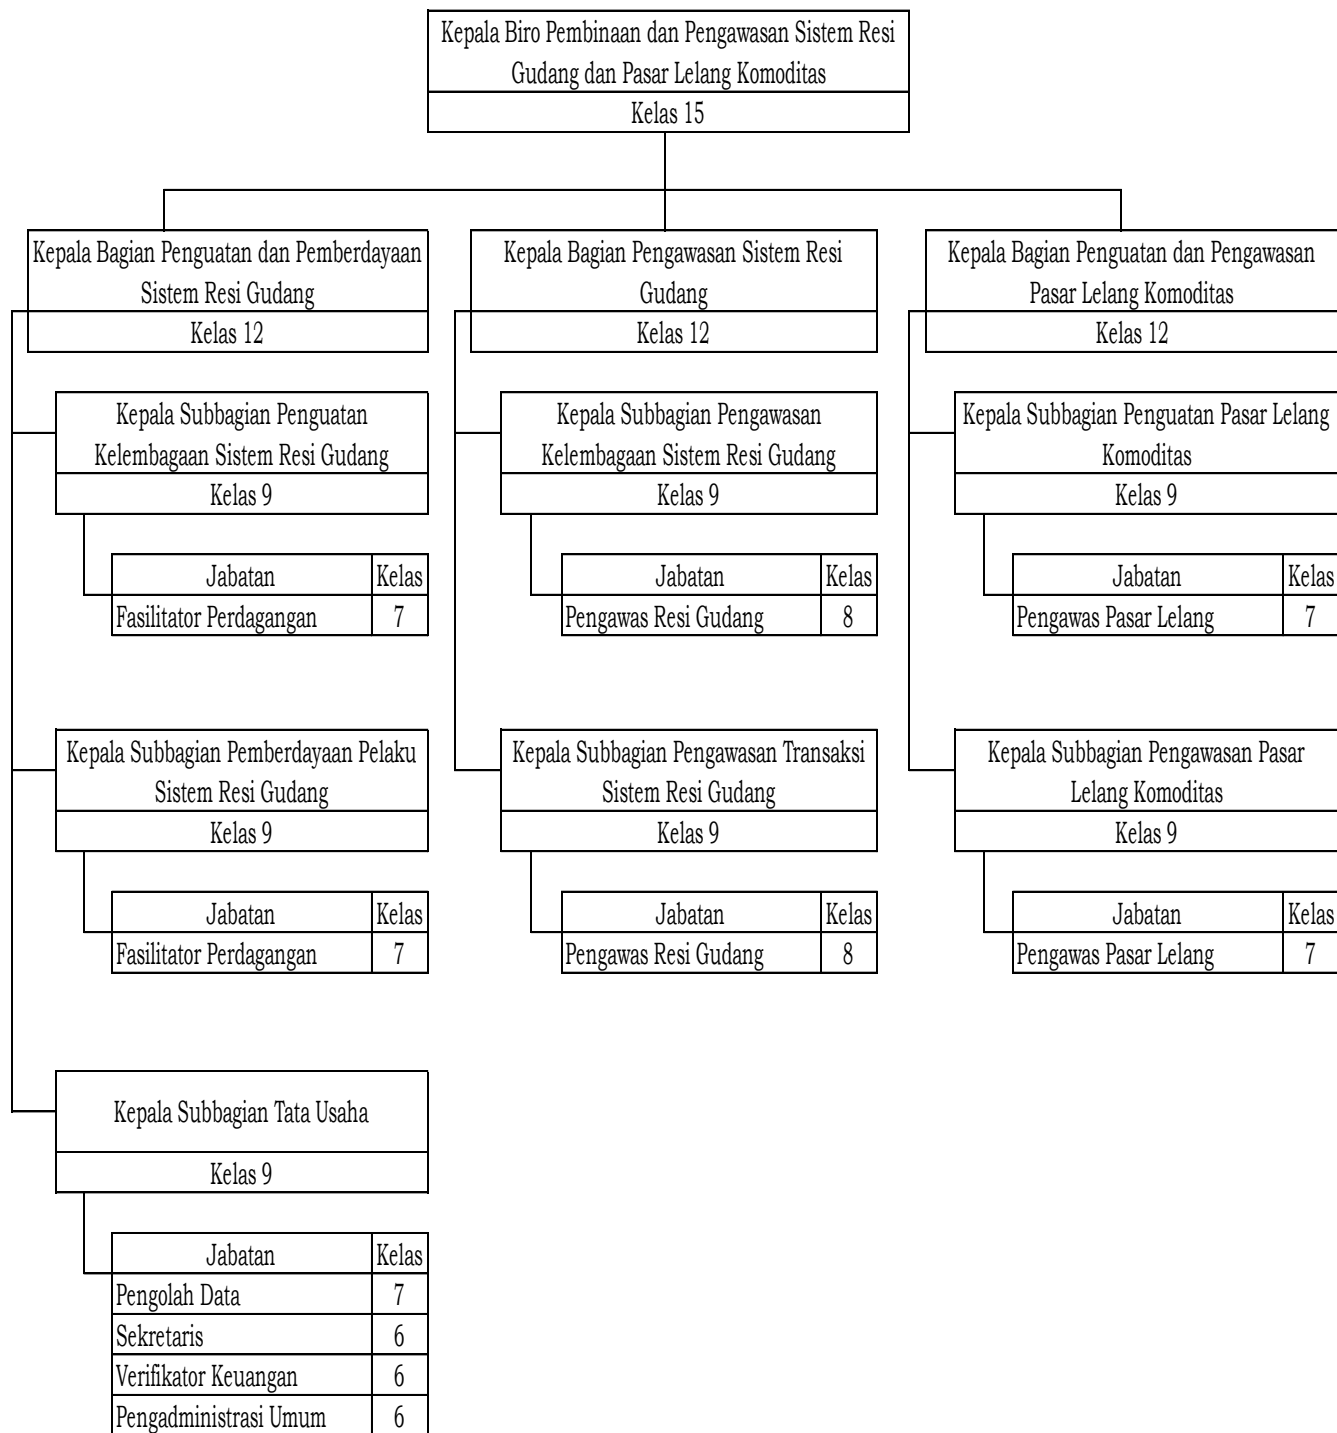 Kepala Biro Pembinaan dan Pengawasan Sistem Resi
Gudang dan Pasar Lelang Komoditas
Kelas 15
Kepala Bagian Penguatan dan Pemberdayaan
Sistem Resi Gudang
Kelas 12
Kepala Subbagian Penguatan
Kelembagaan Sistem Resi Gudang
Kelas 9
Jabatan Kelas
Fasilitator Perdagangan 7
Kepala Subbagian Pemberdayaan Pelaku
Sistem Resi Gudang
Kelas 9
Jabatan Kelas
Fasilitator Perdagangan 7
Kepala Subbagian Tata Usaha
Kelas 9
Jabatan Kelas
Pengolah Data 7
Sekretaris 6
Verifikator Keuangan 6
Pengadministrasi Umum 6
Kepala Bagian Pengawasan Sistem Resi
Gudang
Kelas 12
Kepala Subbagian Pengawasan
Kelembagaan Sistem Resi Gudang
Kelas 9
Jabatan Kelas
Pengawas Resi Gudang 8
Kepala Subbagian Pengawasan Transaksi
Sistem Resi Gudang
Kelas 9
Jabatan Kelas
Pengawas Resi Gudang 8
Kepala Bagian Penguatan dan Pengawasan
Pasar Lelang Komoditas
Kelas 12
Kepala Subbagian Penguatan Pasar Lelang
Komoditas
Kelas 9
Jabatan Kelas
Pengawas Pasar Lelang 7
Kepala Subbagian Pengawasan Pasar
Lelang Komoditas
Kelas 9
Jabatan Kelas
Pengawas Pasar Lelang 7